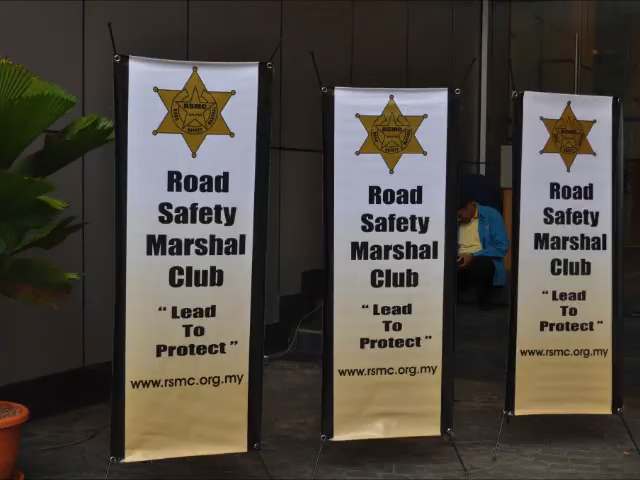 RSMC
Road
Safety
Marshal
Club
“ Lead
To
Protect ”
www.rsmc.org.my
RSMC
Road
Safety
Marshal
Club
“ Lead
To
Protect ”
www.rsmc.org.my
RSMC
Road
Safety
Marshal
Club
“ Lead
To
Protect ”
www.rsmc.org.my